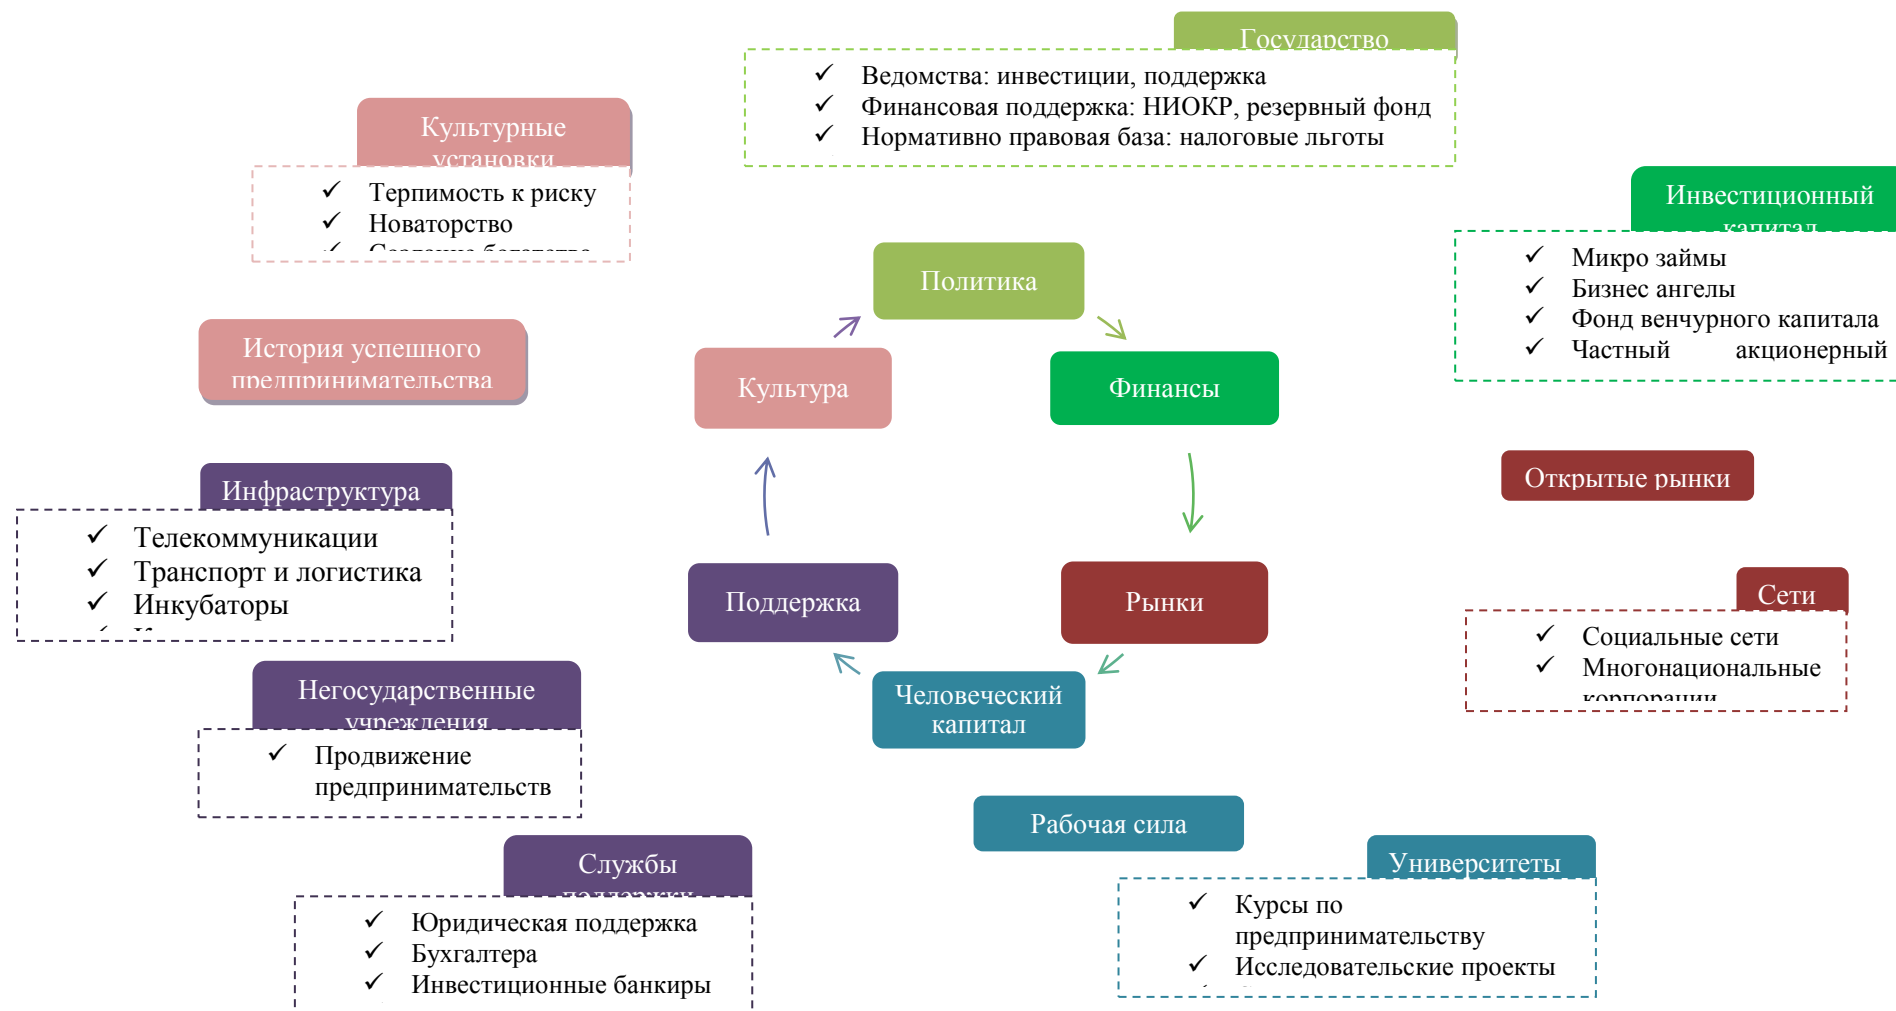 Государство
Ведомства: инвестиции, поддержка
Финансовая поддержка: НИОКР, резервный фонд
Нормативно правовая база: налоговые льготы
Культурные
установки
Терпимость к риску
Новаторство
Создание богатства
Инвестиционный
капитал
Микро займы
Бизнес ангелы
Фонд венчурного капитала
Частный акционерный
Политика
История успешного
предпринимательства
Культура
Финансы
Инфраструктура
Телекоммуникации
Транспорт и логистика
Инкубаторы
Открытые рынки
Поддержка
Рынки
Сети
Социальные сети
Многонациональные
корпорации
Человеческий
капитал
Негосударственные
учреждения
Продвижение
предпринимательств
Рабочая сила
Службы
поддержки
Юридическая поддержка
Бухгалтера
Инвестиционные банкиры
Университеты
Курсы по
предпринимательству
Исследовательские проекты